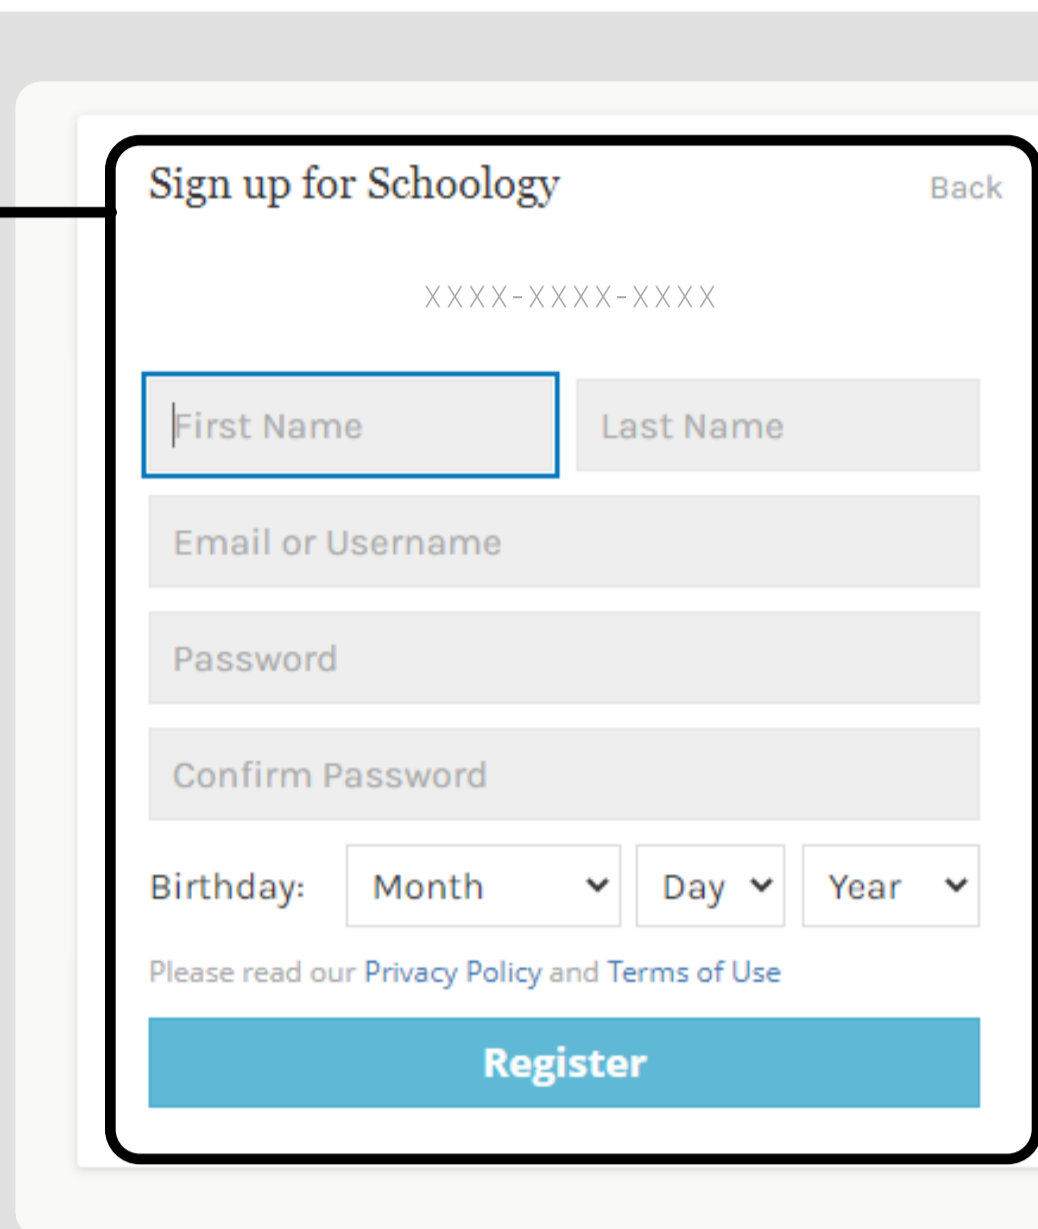 Sign up for Schoology Back
XXXX-XXXX-XXXX
First Name Last Name
Email or Username
Password
Confirm Password
Birthday: Month Day Year
Please read our Privacy Policy and Terms of Use
Register